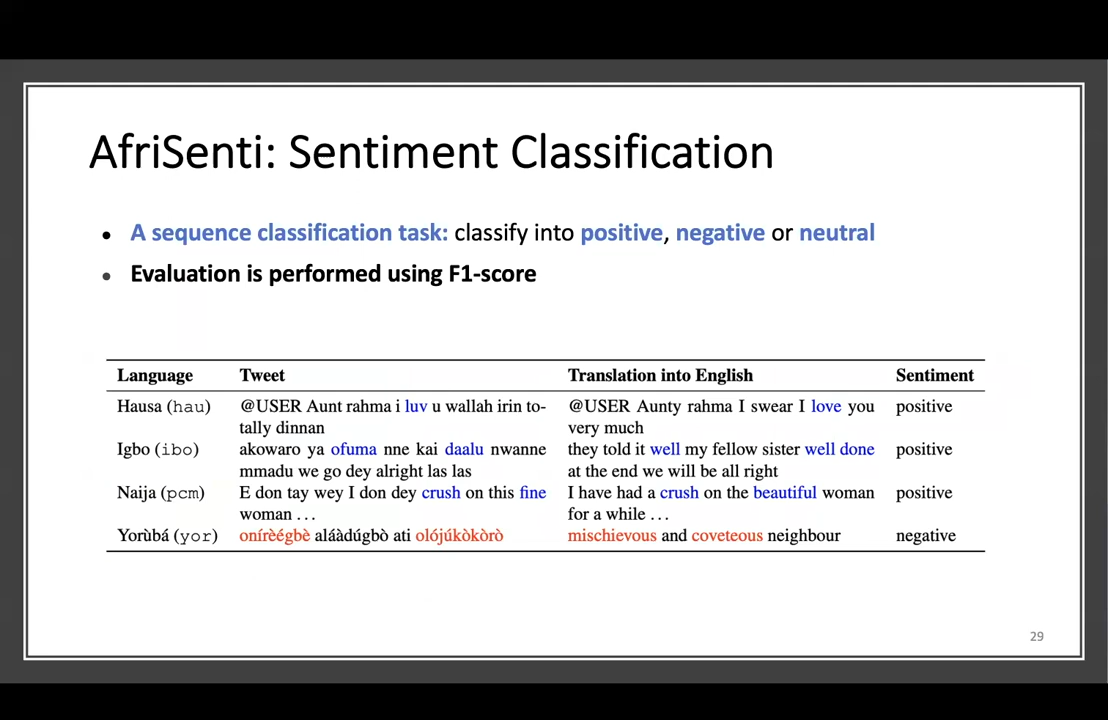 AfriSenti: Sentiment Classification
• A sequence classification task: classify into positive, negative or neutral
• Evaluation is performed using F1-score
Language Tweet Translation into English Sentiment
Hausa (hau) @USER Aunt rahma i luv u wallah irin to- @USER Aunty rahma I swear I love you positive
tally dinnan very much
Igbo (ibo) akowaro ya ofuma nne kai daalu nwanne they told it well my fellow sister well done positive
mmadu we go dey alright las las at the end we will be all right
Naija (pcm) E don tay wey I don dey crush on this fine I have had a crush on the beautiful woman positive
woman ... for a while ...
Yorùbá (yor) onírèégbè aláàdúgbò ati olójúkòkòrò mischievous and coveteous neighbour negative
29